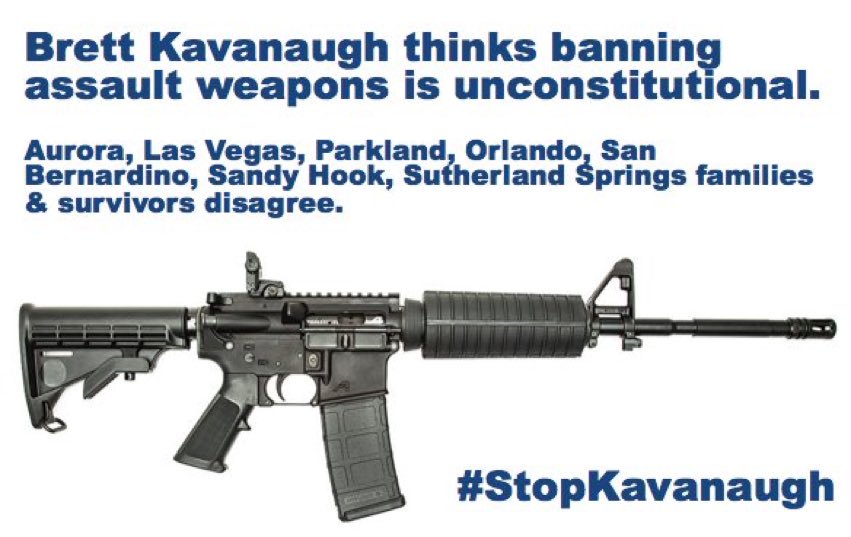 Brett Kavanaugh thinks banning
assault weapons is unconstitutional.
Aurora, Las Vegas, Parkland, Orlando, San
Bernardino, Sandy Hook, Sutherland Springs families
& survivors disagree.
#StopKavanaugh